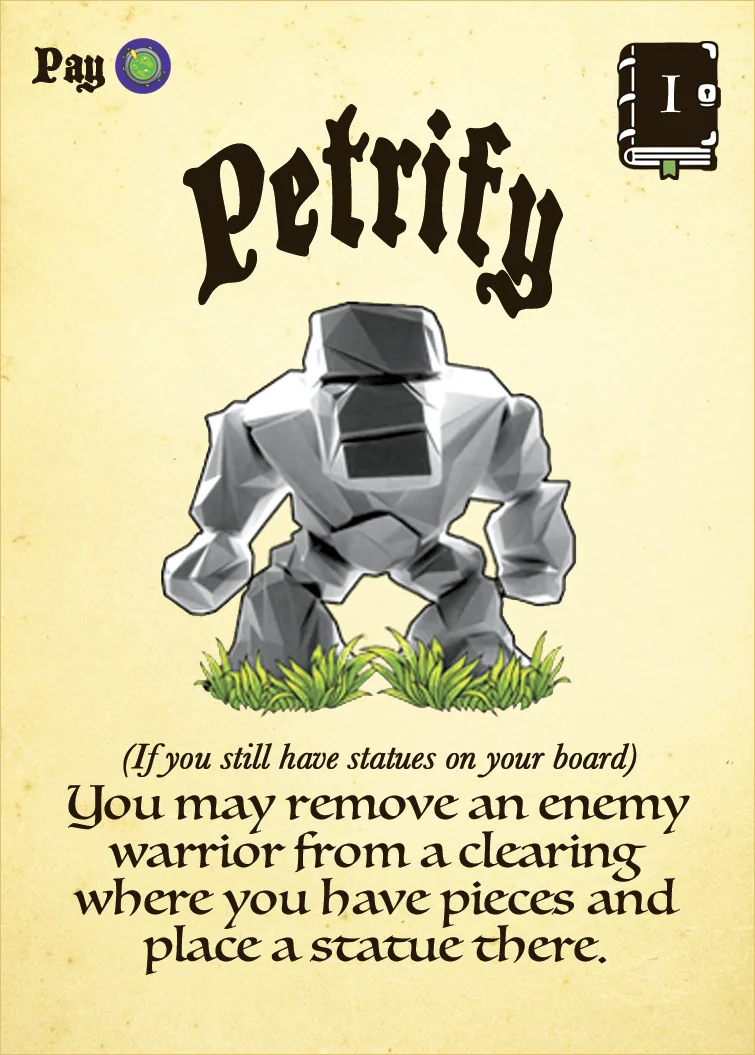 Pay
I
Petrify
(If you still have statues on your board)
You may remove an enemy
warrior from a clearing
where you have pieces and
place a statue there.